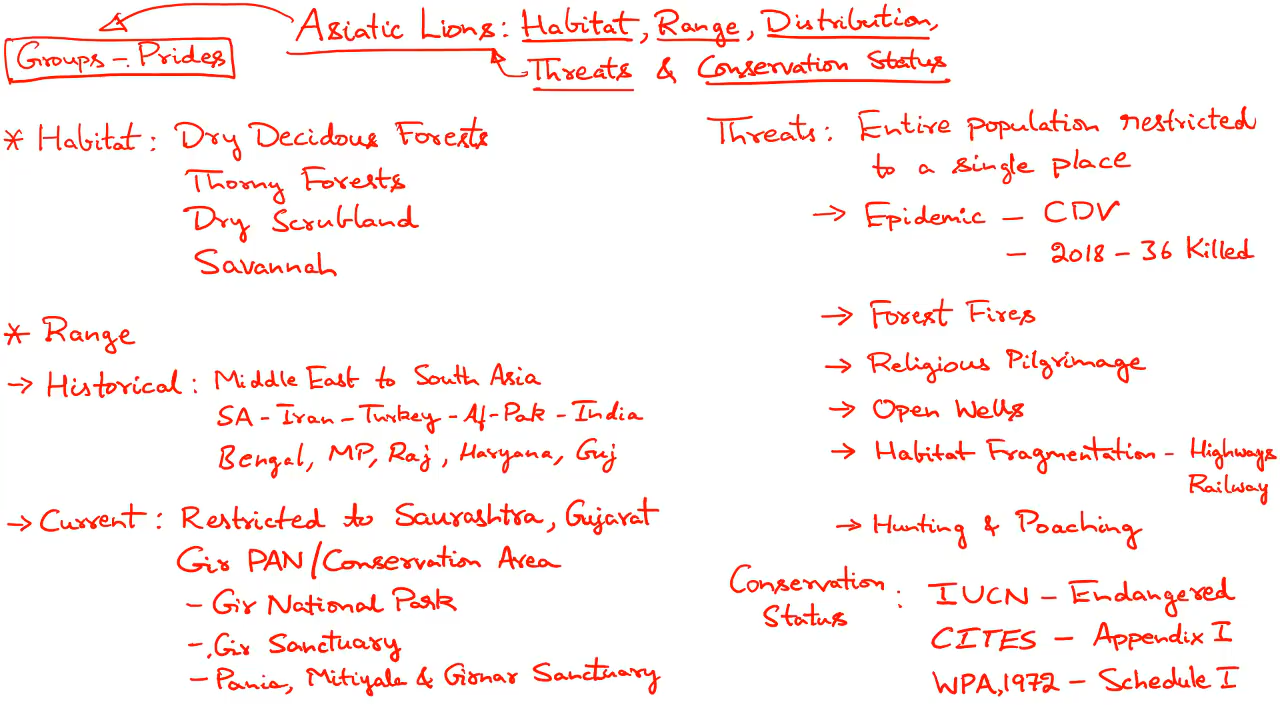 Asiatic Lions: Habitat, Range, Distribution,
Groups - Prides
Threats & Conservation Status
* Habitat: Dry Decidous Forests
Thorny Forests
Dry Scrubland
Savannah
* Range
→ Historical: Middle East to South Asia
SA - Iran - Turkey - Af-Pak - India
Bengal, MP, Raj, Haryana, Guj
→ Current: Restricted to Saurashtra, Gujarat
Gir PAN/Conservation Area
- Gir National Park
- Gir Sanctuary
- Pania, Mitiyale & Girnar Sanctuary
Threats: Entire population restricted
to a single place
→ Epidemic - CDV
- 2018 - 36 Killed
→ Forest Fires
→ Religious Pilgrimage
→ Open Wells
→ Habitat Fragmentation - Highways
Railway
→ Hunting & Poaching
Conservation
Status : IUCN - Endangered
CITES - Appendix I
WPA,1972 - Schedule I